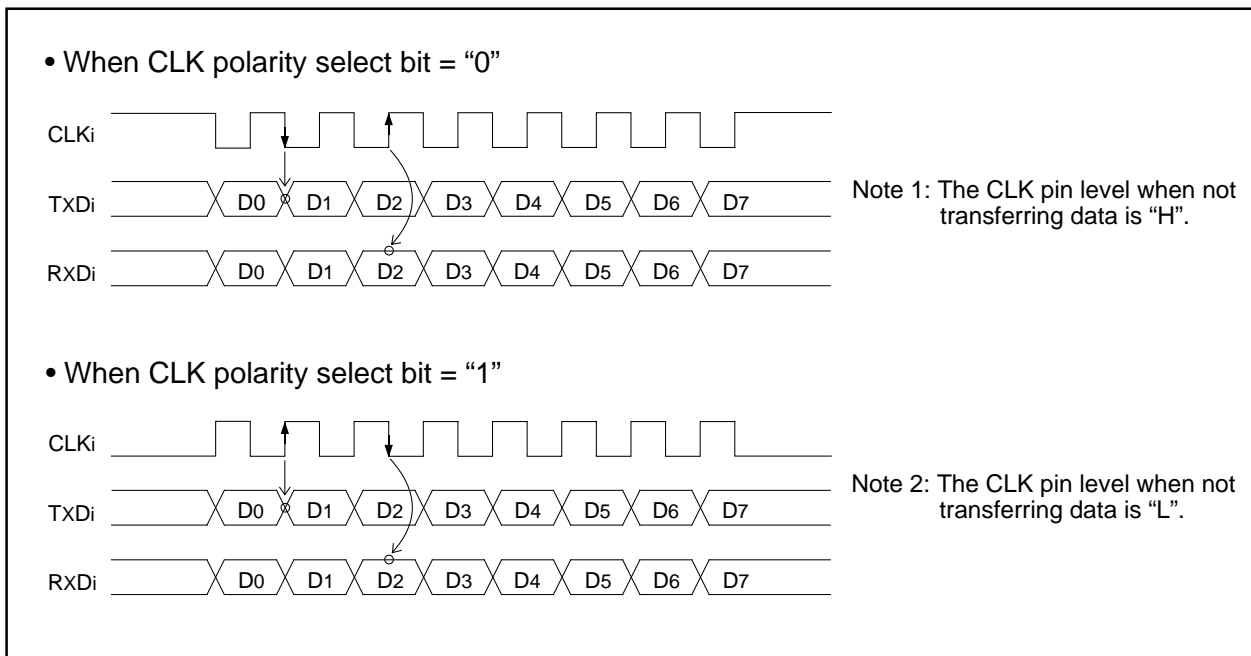 • When CLK polarity select bit = “0”
CLKi
TXDi D0 D1 D2 D3 D4 D5 D6 D7
RXDi D0 D1 D2 D3 D4 D5 D6 D7
Note 1: The CLK pin level when not
transferring data is “H”.
• When CLK polarity select bit = “1”
CLKi
TXDi D0 D1 D2 D3 D4 D5 D6 D7
RXDi D0 D1 D2 D3 D4 D5 D6 D7
Note 2: The CLK pin level when not
transferring data is “L”.